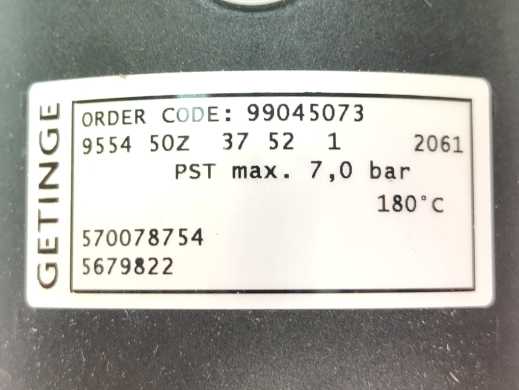 GETINGE
ORDER CODE: 99045073
9554 50Z 37 52 1 2061
PST max. 7,0 bar
180°C
570078754
5679822